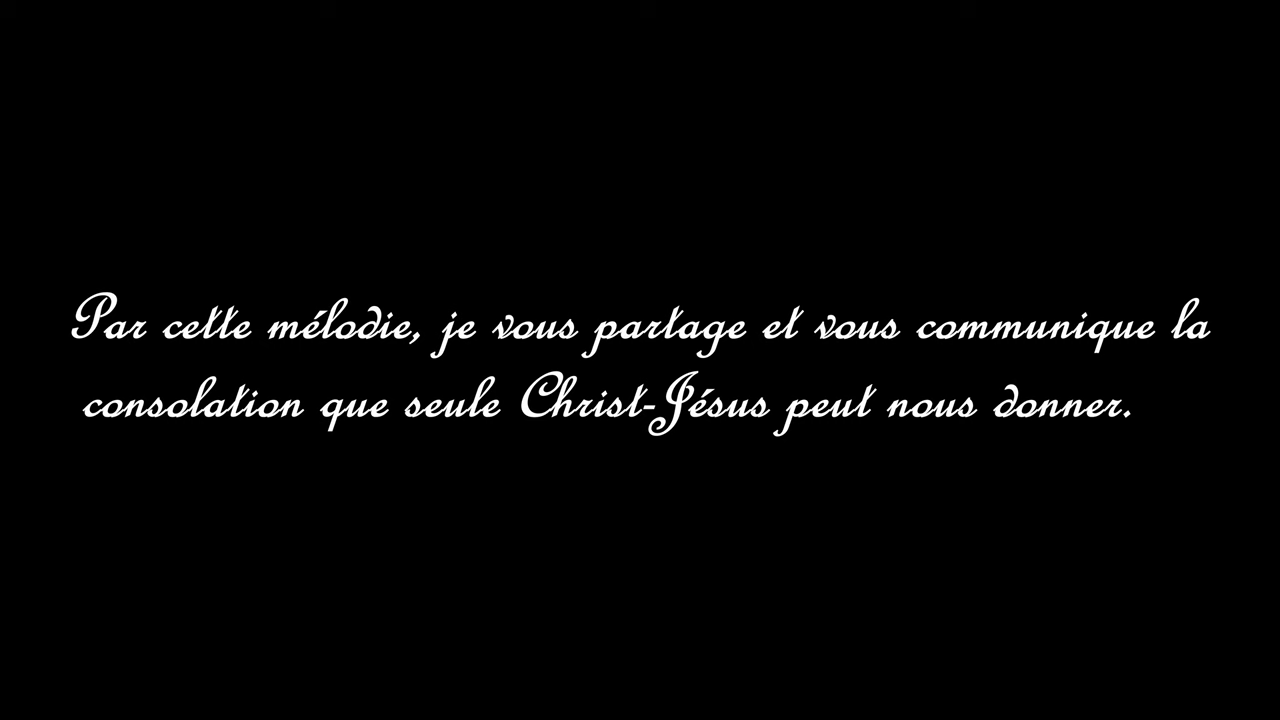 Par cette mélodie, je vous partage et vous communique la
consolation que seule Christ-Jésus peut nous donner.